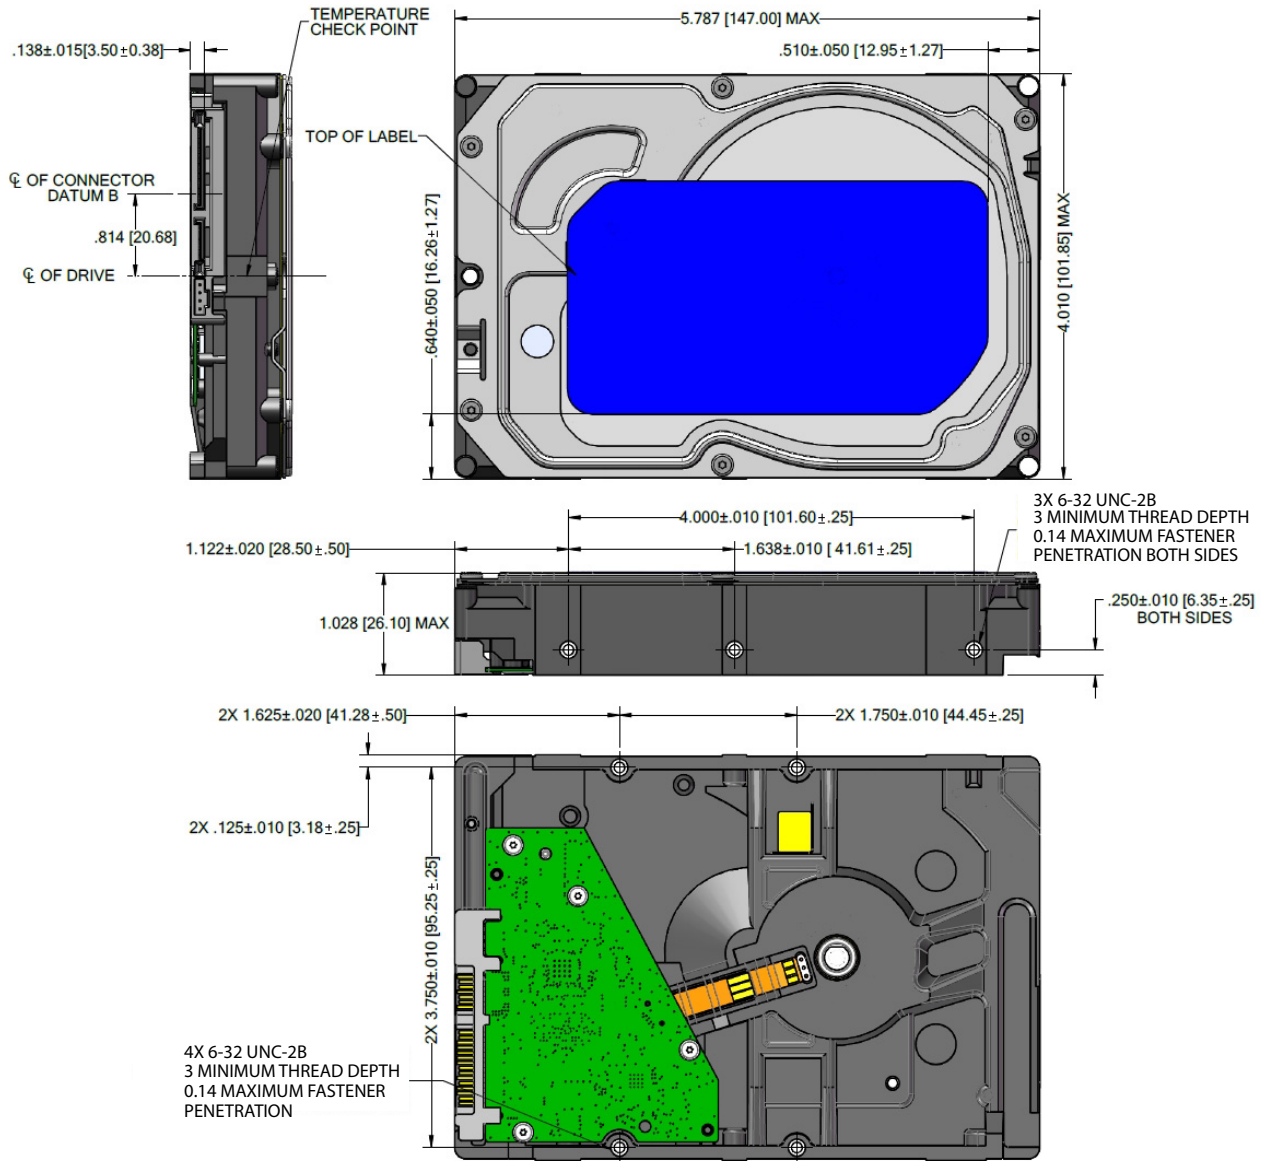 TEMPERATURE
CHECK POINT
5.787 [147.00] MAX
.138±.015[3.50±0.38]
.510±.050 [12.95±1.27]
TOP OF LABEL
℄ OF CONNECTOR
DATUM B
.814 [20.68]
℄ OF DRIVE
.640±.050 [16.26±1.27]
4.010 [101.85] MAX
3X 6-32 UNC-2B
3 MINIMUM THREAD DEPTH
0.14 MAXIMUM FASTENER
PENETRATION BOTH SIDES
4.000±.010 [101.60±.25]
1.122±.020 [28.50±.50]
1.638±.010 [ 41.61±.25]
.250±.010 [6.35±.25]
BOTH SIDES
1.028 [26.10] MAX
2X 1.625±.020 [41.28±.50]
2X 1.750±.010 [44.45±.25]
2X .125±.010 [3.18±.25]
2X 3.750±.010 [95.25±.25]
4X 6-32 UNC-2B
3 MINIMUM THREAD DEPTH
0.14 MAXIMUM FASTENER
PENETRATION